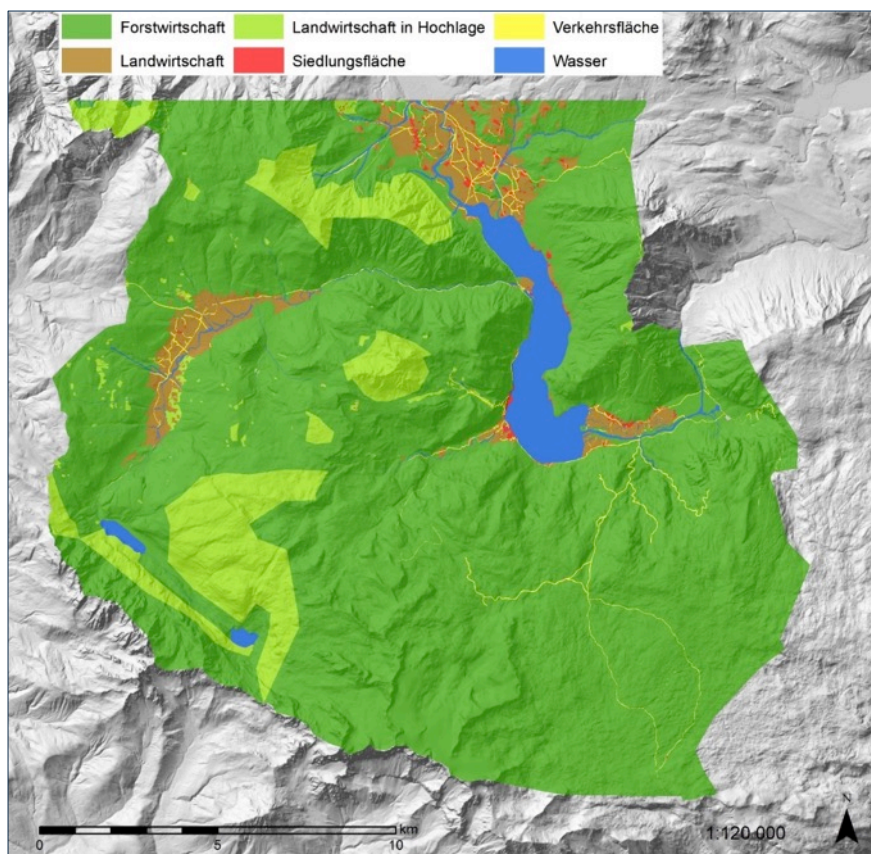 Forstwirtschaft Landwirtschaft in Hochlage Verkehrsfläche
Landwirtschaft Siedlungsfläche Wasser
N
km
1:120.000
0 5 10